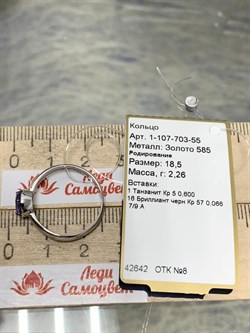 Кольцо
Арт. 1-107-703-55
Металл: Золото 585
Родирование
Размер: 18,5
Масса, г: 2,26
Вставки:
1 Танзанит Кр 5 0,600
16 Бриллиант черн Кр 57 0,066
7/9 А
42642 ОТК №8
Леди
Самоцвет
Леди
Самоцвет